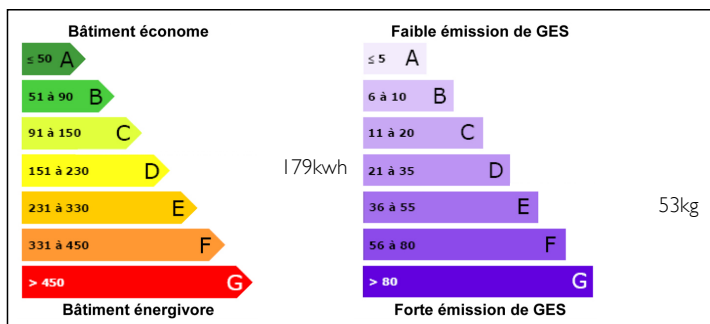 Bâtiment économe
≤ 50 A
51 à 90 B
91 à 150 C
151 à 230 D
231 à 330 E
331 à 450 F
> 450 G
Bâtiment énergivore
179kwh
Faible émission de GES
≤ 5 A
6 à 10 B
11 à 20 C
21 à 35 D
36 à 55 E
56 à 80 F
> 80 G
Forte émission de GES
53kg